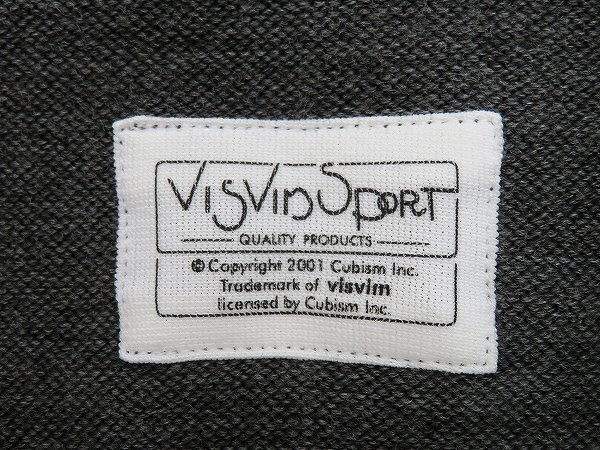 VISVIM SPORT
QUALITY PRODUCTS
© Copyright 2001 Cubism Inc.
Trademark of visvim
licensed by Cubism Inc.